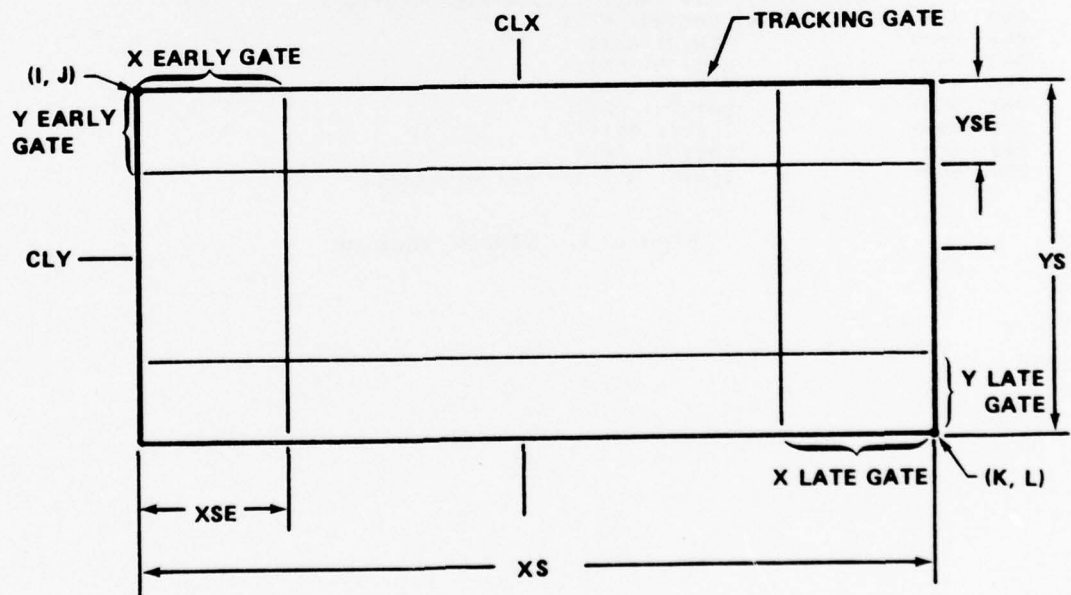 CLX
TRACKING GATE
X EARLY GATE
(I, J)
Y EARLY
GATE
YSE
CLY
YS
Y LATE
GATE
X LATE GATE
(K, L)
XSE
XS